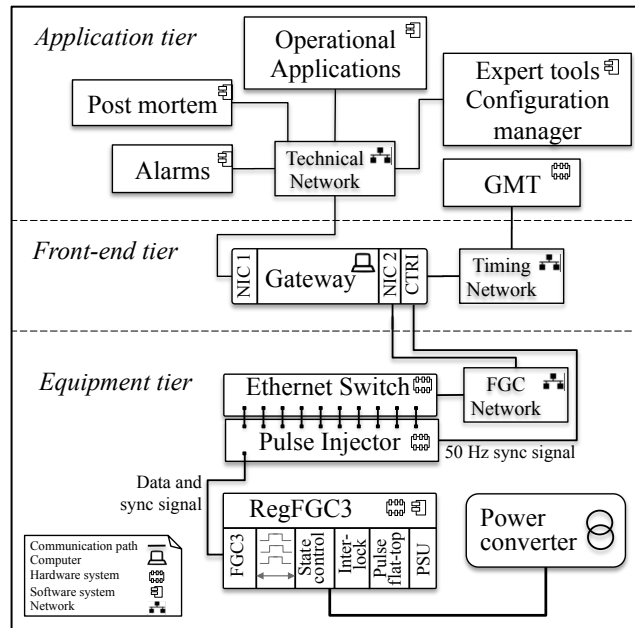 Application tier
Operational
Applications
Expert tools
Configuration
manager
Post mortem
Technical
Network
Alarms
GMT
Front-end tier
NIC 1
Gateway
NIC 2
CTRI
Timing
Network
Equipment tier
Ethernet Switch
FGC
Network
Pulse Injector
50 Hz sync signal
Data and
sync signal
RegFGC3
FGC3
State
control
Inter-
lock
Pulse
flat-top
PSU
Power
converter
Communication path
Computer
Hardware system
Software system
Network